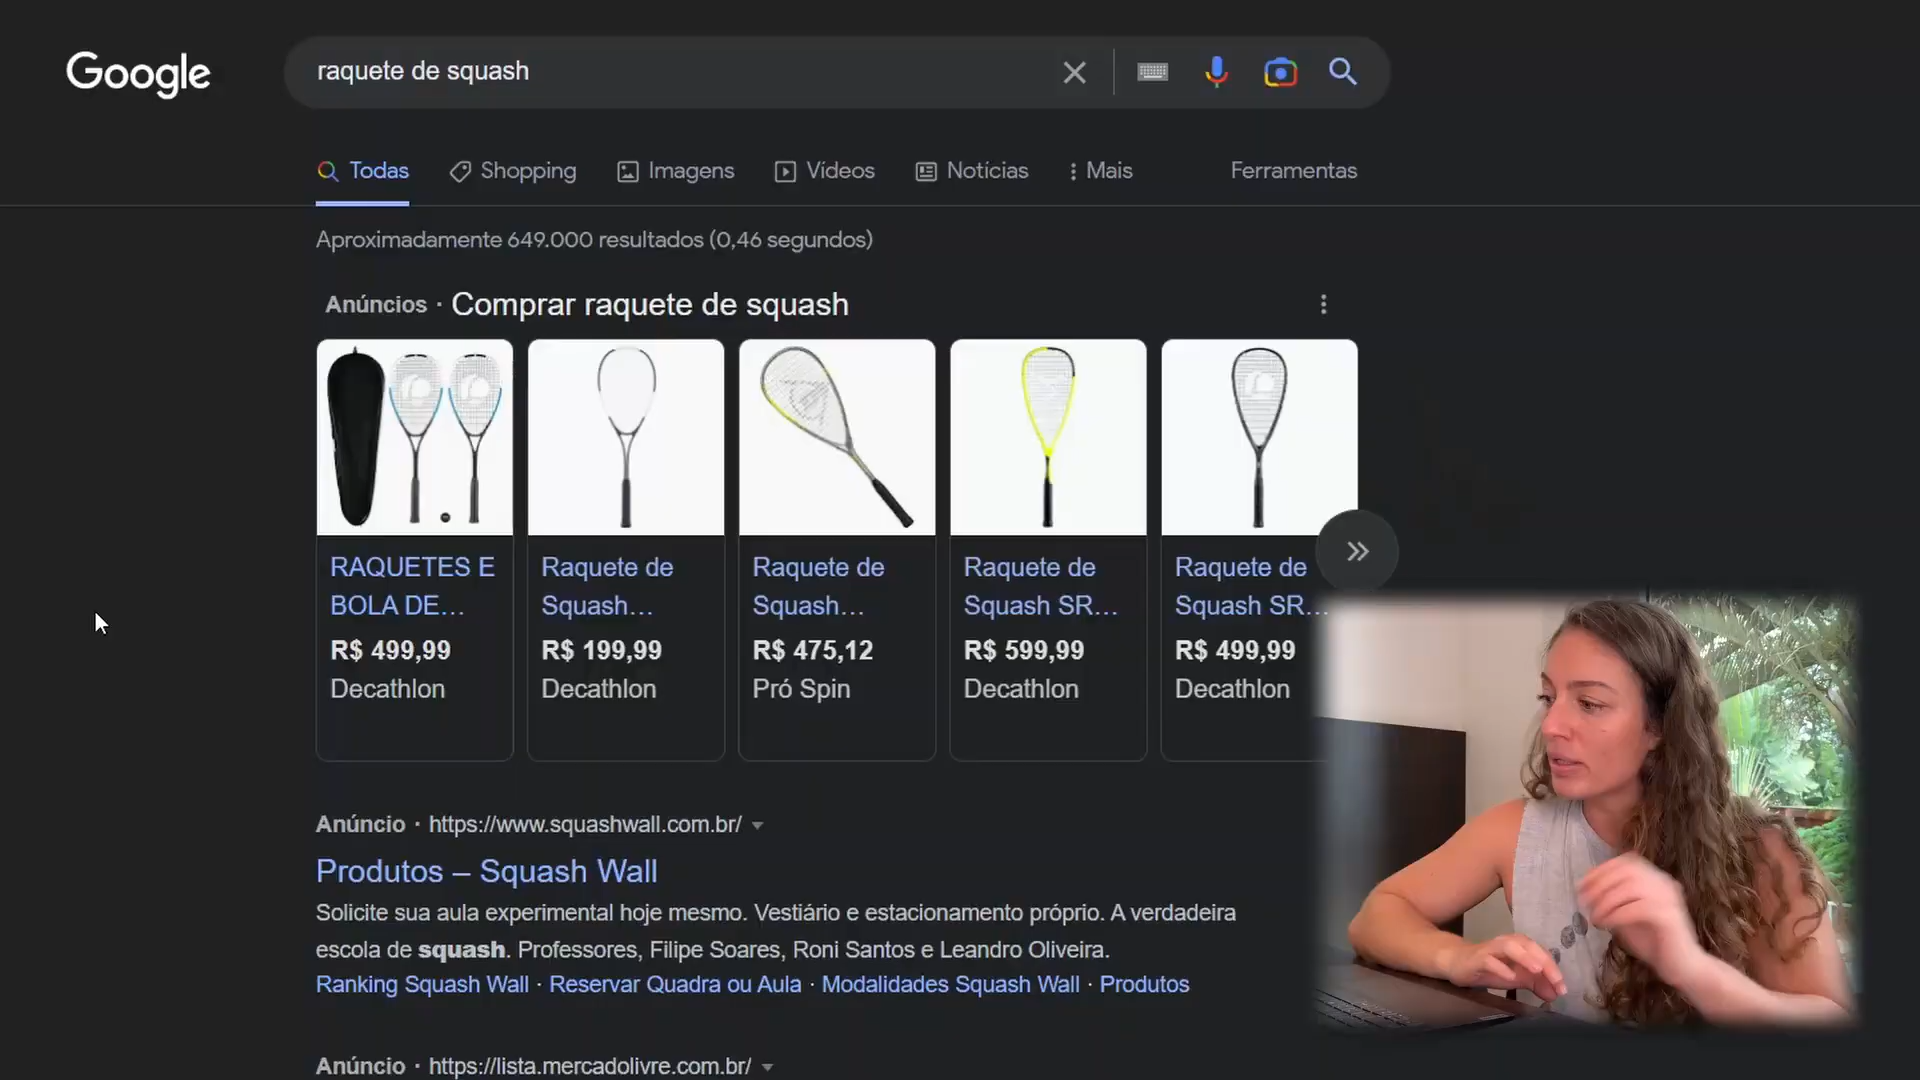 Google
raquete de squash
Todas
Shopping
Imagens
Vídeos
Notícias
Mais
Ferramentas
Aproximadamente 649.000 resultados (0,46 segundos)
Anúncios · Comprar raquete de squash
RAQUETES E
BOLA DE...
R$ 499,99
Decathlon
Raquete de
Squash...
R$ 199,99
Decathlon
Raquete de
Squash...
R$ 475,12
Pró Spin
Raquete de
Squash SR...
R$ 599,99
Decathlon
Raquete de
Squash SR...
R$ 499,99
Decathlon
Anúncio · https://www.squashwall.com.br/
Produtos – Squash Wall
Solicite sua aula experimental hoje mesmo. Vestiário e estacionamento próprio. A verdadeira
escola de squash. Professores, Filipe Soares, Roni Santos e Leandro Oliveira.
Ranking Squash Wall · Reservar Quadra ou Aula · Modalidades Squash Wall · Produtos
Anúncio · https://lista.mercadolivre.com.br/